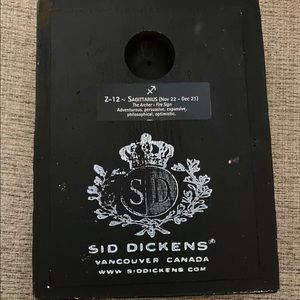 ♐
Z-12 ~ SAGITTARIUS (Nov 22 - Dec 21)
The Archer - Fire Sign
Adventurous, persuasive, expansive,
philosophical, optimistic.
S D
SID DICKENS®
VANCOUVER CANADA
WWW.SIDDICKENS.COM